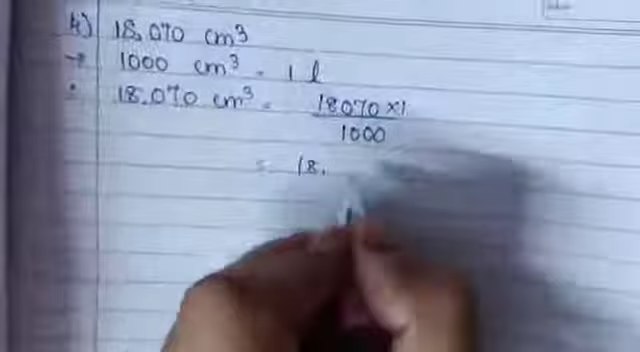 4) 18,070 cm³
→ 1000 cm³ = 1 l
∴ 18,070 cm³ = 18070 × 1
1000
= 18.